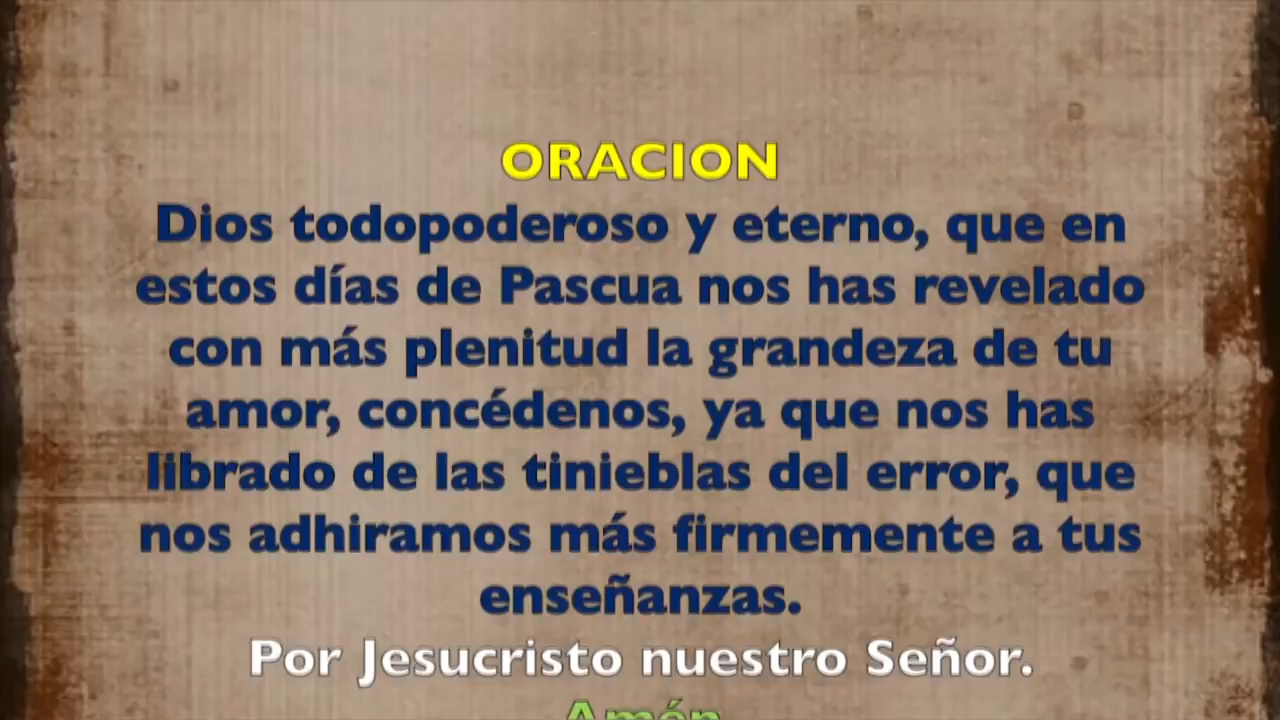 ORACION
Dios todopoderoso y eterno, que en
estos días de Pascua nos has revelado
con más plenitud la grandeza de tu
amor, concédenos, ya que nos has
librado de las tinieblas del error, que
nos adhiramos más firmemente a tus
enseñanzas.
Por Jesucristo nuestro Señor.
Amén